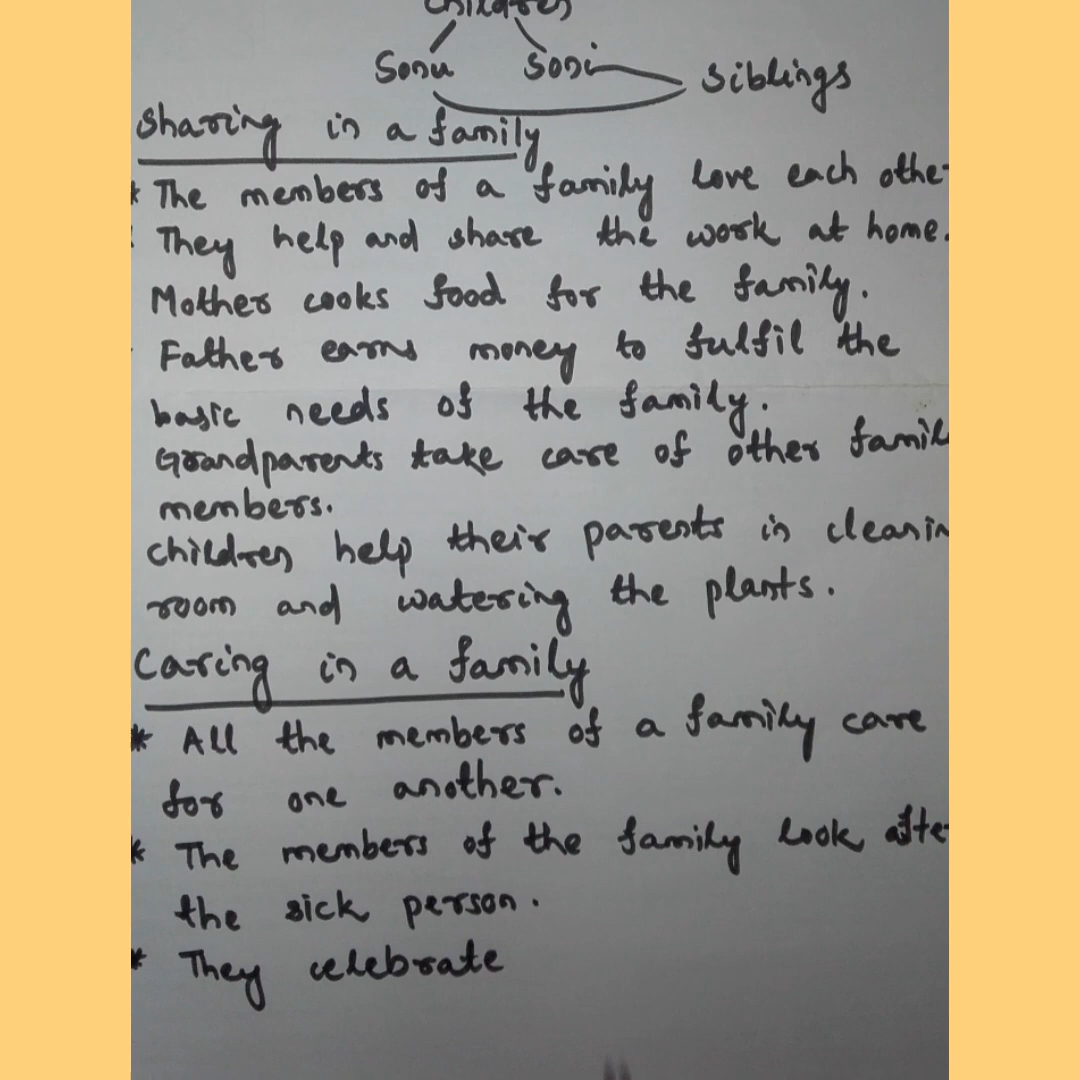 Children
Sonu Soni siblings
Sharing in a family
* The members of a family love each othe
They help and share the work at home.
Mother cooks food for the family.
Father earns money to fulfil the
basic needs of the family.
Grandparents take care of other famil
members.
children help their parents in cleanin
room and watering the plants.
Caring in a family
* All the members of a family care
for one another.
* The members of the family look afte
the sick person.
* They celebrate